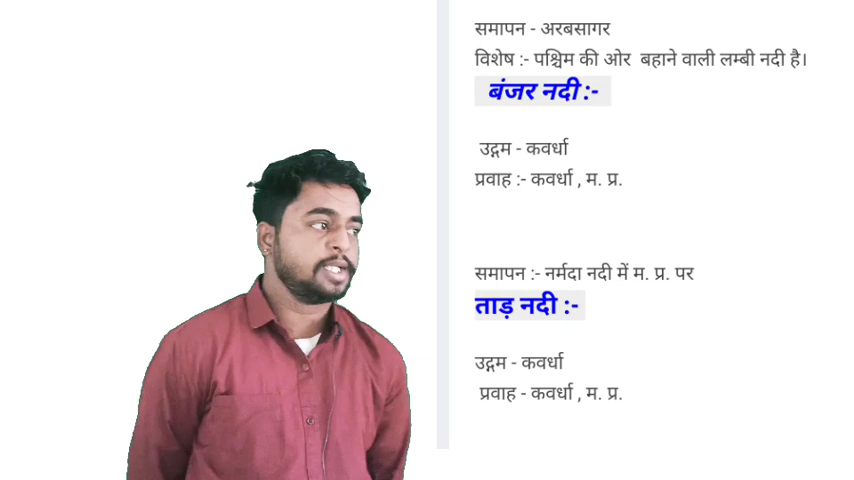 समापन - अरबसागर
विशेष :- पश्चिम की ओर बहाने वाली लम्बी नदी है।
बंजर नदी :-
उद्गम - कवर्धा
प्रवाह :- कवर्धा , म. प्र.
समापन :- नर्मदा नदी में म. प्र. पर
ताड़ नदी :-
उद्गम - कवर्धा
प्रवाह - कवर्धा , म. प्र.